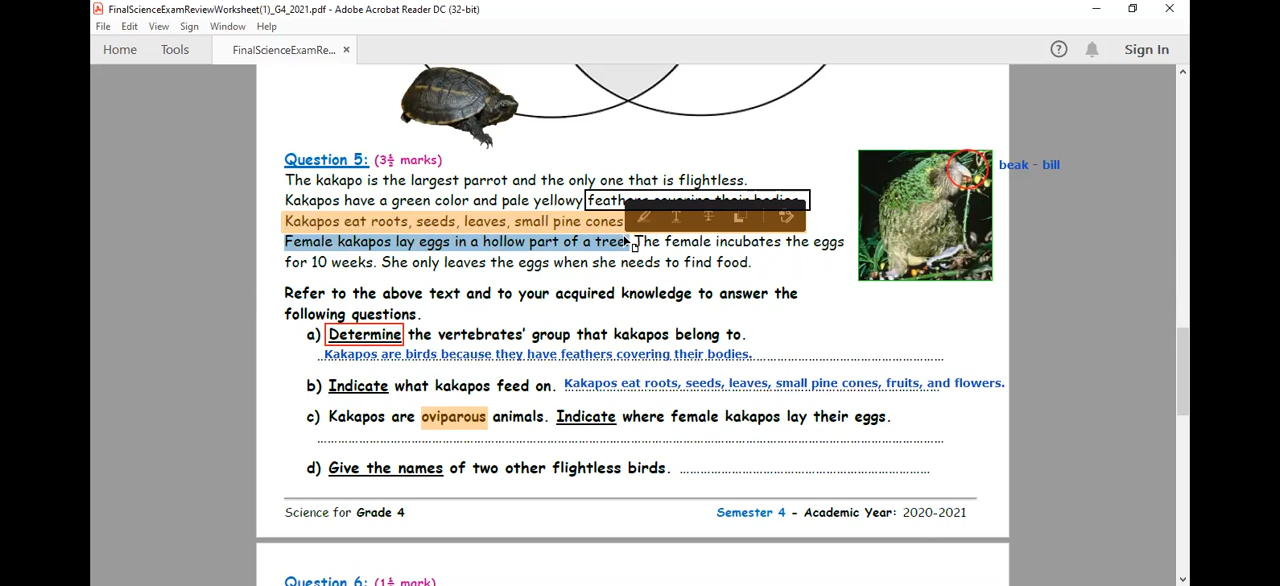 FinalScienceExamReviewWorksheet(1)_G4_2021.pdf - Adobe Acrobat Reader DC (32-bit)
File Edit View Sign Window Help
Home Tools FinalScienceExamRe... × Sign In
Question 5: (3½ marks)
The kakapo is the largest parrot and the only one that is flightless.
Kakapos have a green color and pale yellowy feathers covering their bodies.
Kakapos eat roots, seeds, leaves, small pine cones
Female kakapos lay eggs in a hollow part of a tree. The female incubates the eggs
for 10 weeks. She only leaves the eggs when she needs to find food.
beak - bill
Refer to the above text and to your acquired knowledge to answer the
following questions.
a) Determine the vertebrates' group that kakapos belong to.
Kakapos are birds because they have feathers covering their bodies.
b) Indicate what kakapos feed on. Kakapos eat roots, seeds, leaves, small pine cones, fruits, and flowers.
c) Kakapos are oviparous animals. Indicate where female kakapos lay their eggs.
d) Give the names of two other flightless birds.
Science for Grade 4 Semester 4 - Academic Year: 2020-2021
Question 6: (1½ mark)